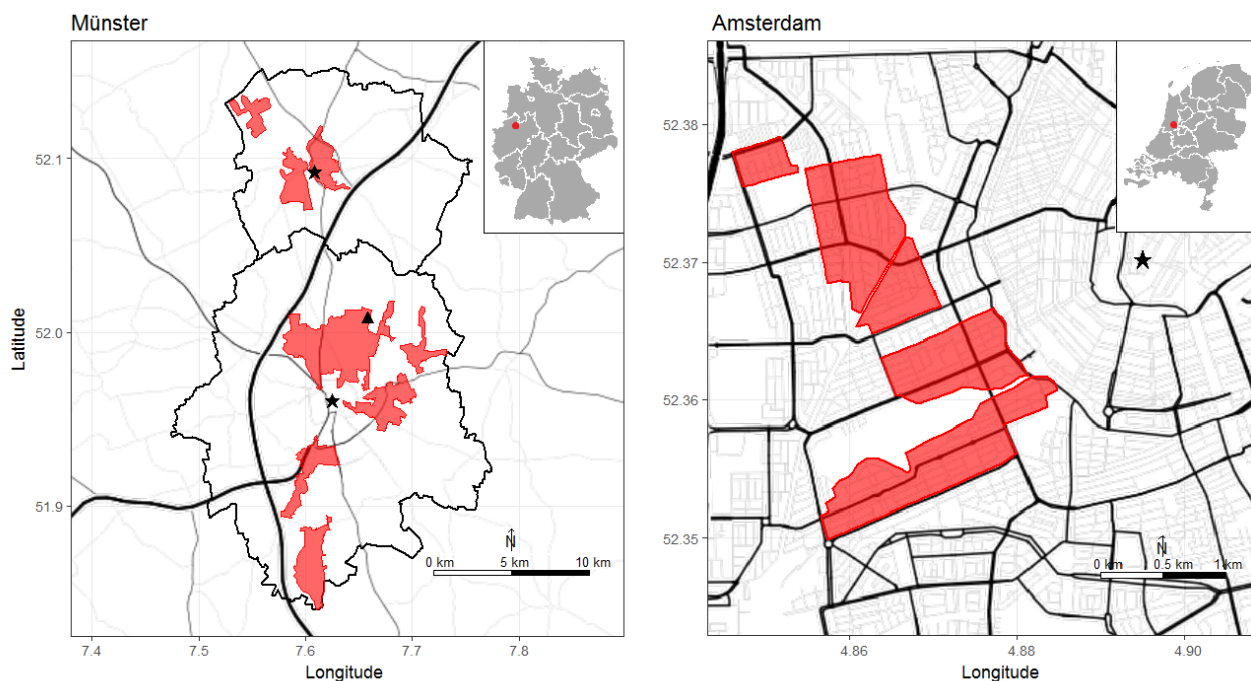 Münster
52.1
52.0
51.9
Latitude
N
0 km 5 km 10 km
7.4 7.5 7.6 7.7 7.8
Longitude
Amsterdam
52.38
52.37
52.36
52.35
N
0 km 0.5 km 1 km
4.86 4.88 4.90
Longitude